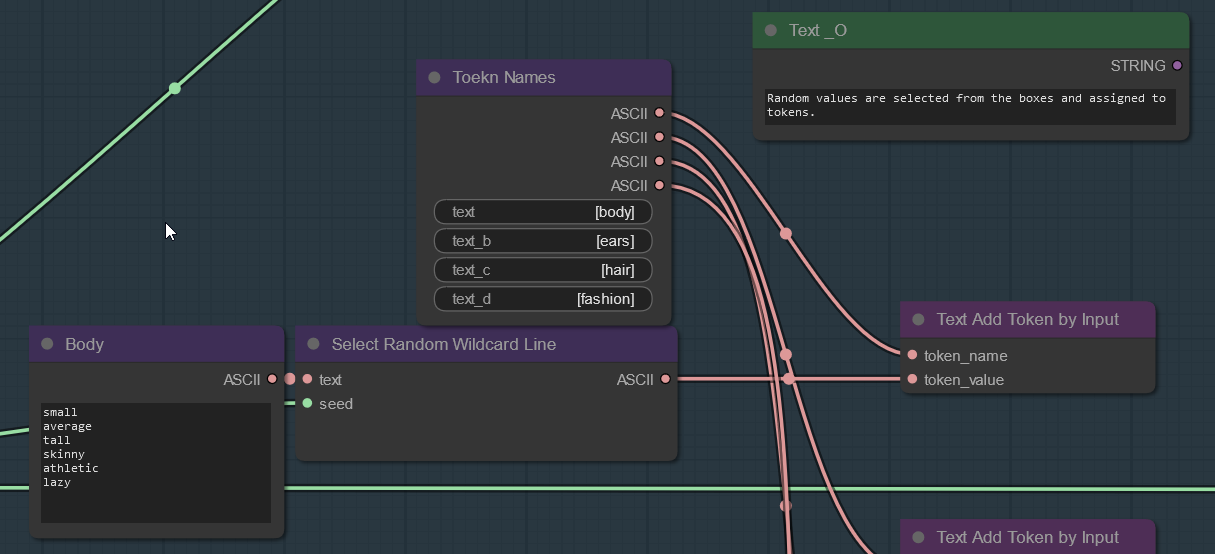 Text _O
STRING
Random values are selected from the boxes and assigned to
tokens.
Toekn Names
ASCII
ASCII
ASCII
ASCII
text [body]
text_b [ears]
text_c [hair]
text_d [fashion]
Body
ASCII
small
average
tall
skinny
athletic
lazy
Select Random Wildcard Line
text ASCII
seed
Text Add Token by Input
token_name
token_value
Text Add Token by Input